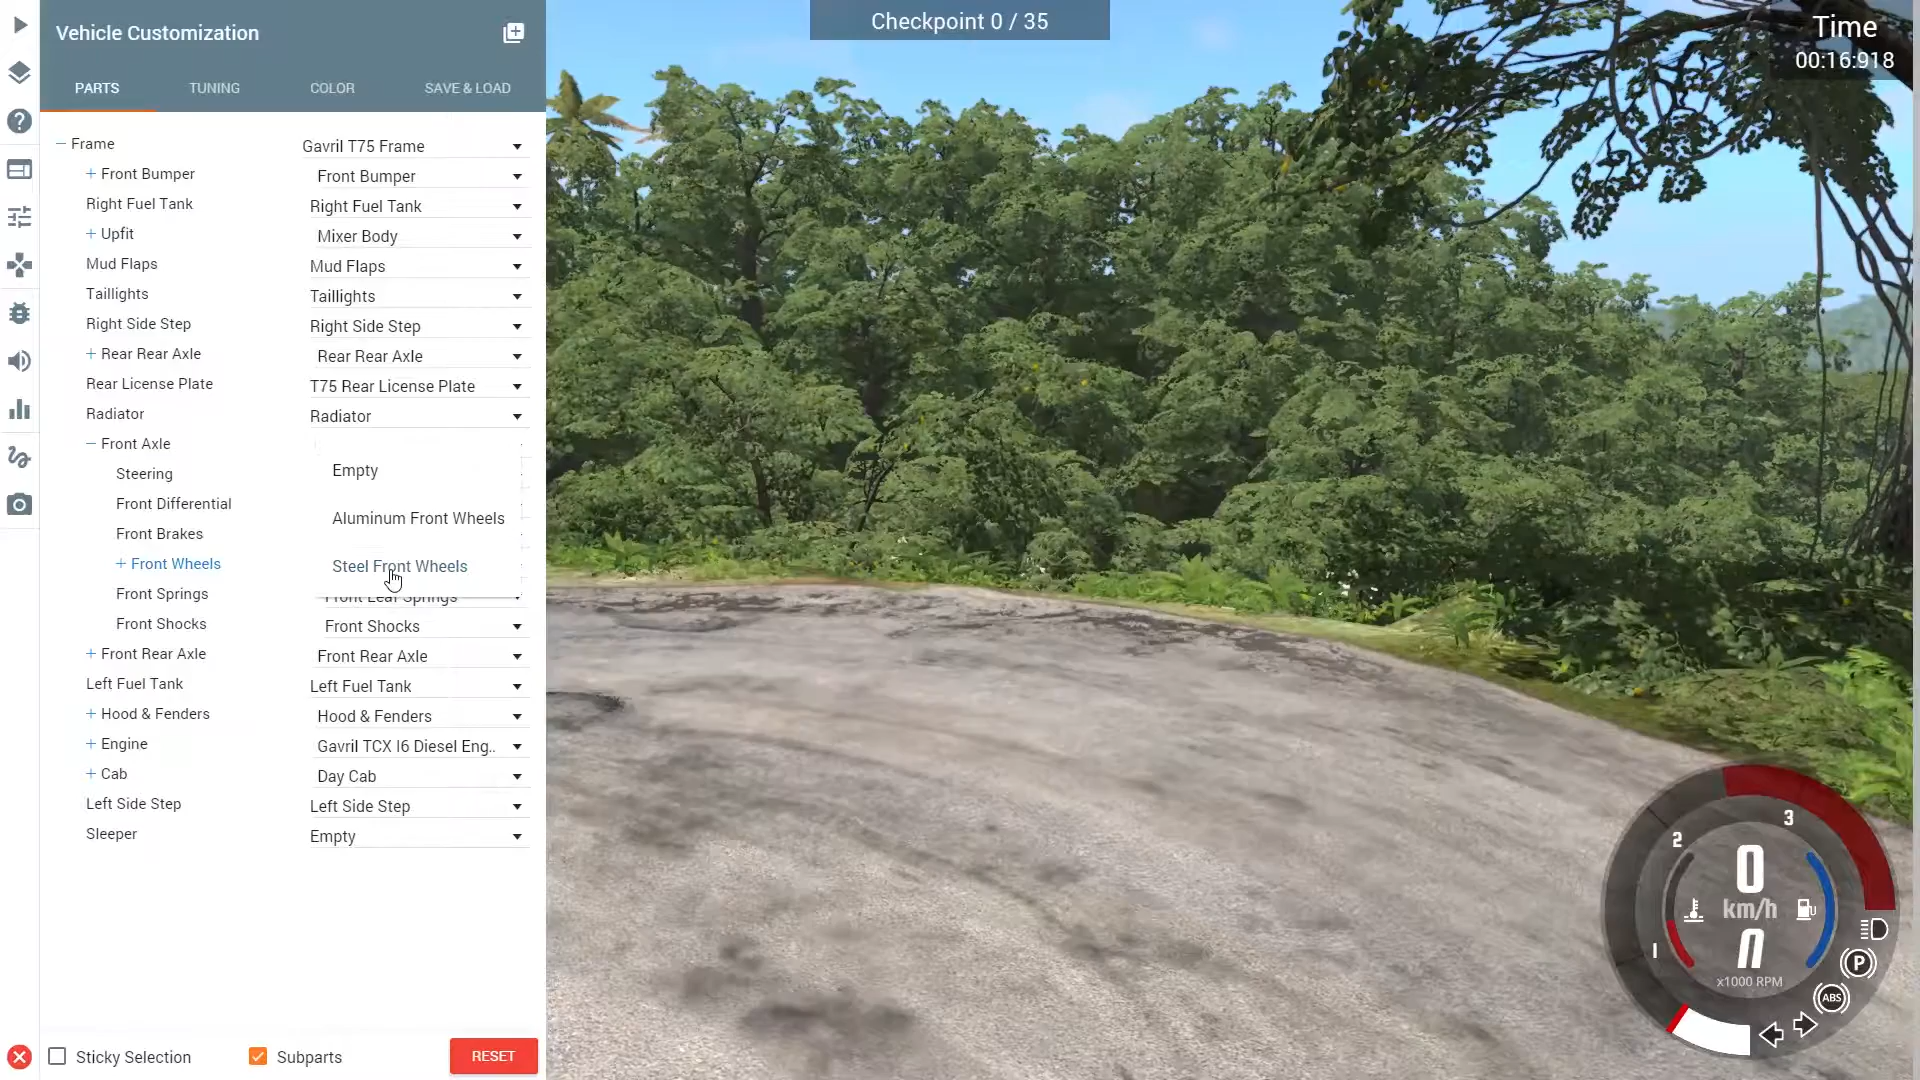 Vehicle Customization
PARTS TUNING COLOR SAVE & LOAD
Checkpoint 0 / 35
Time
00:16:918
Frame Gavril T75 Frame
Front Bumper Front Bumper
Right Fuel Tank Right Fuel Tank
Upfit Mixer Body
Mud Flaps Mud Flaps
Taillights Taillights
Right Side Step Right Side Step
Rear Rear Axle Rear Rear Axle
Rear License Plate T75 Rear License Plate
Radiator Radiator
Front Axle
Empty
Steering
Front Differential
Aluminum Front Wheels
Front Brakes
Front Wheels Steel Front Wheels
Front Springs Front Leaf Springs
Front Shocks Front Shocks
Front Rear Axle Front Rear Axle
Left Fuel Tank Left Fuel Tank
Hood & Fenders Hood & Fenders
Engine Gavril TCX I6 Diesel Eng..
Cab Day Cab
Left Side Step Left Side Step
Sleeper Empty
Sticky Selection Subparts RESET
3
2
0
km/h
1
n
x1000 RPM
P
ABS